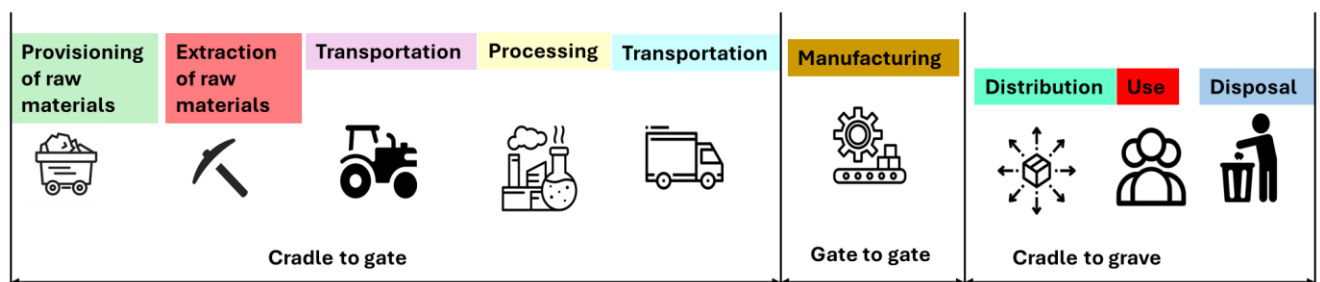 Provisioning
of raw
materials
Extraction
of raw
materials
Transportation
Processing
Transportation
Manufacturing
Distribution
Use
Disposal
Cradle to gate
Gate to gate
Cradle to grave